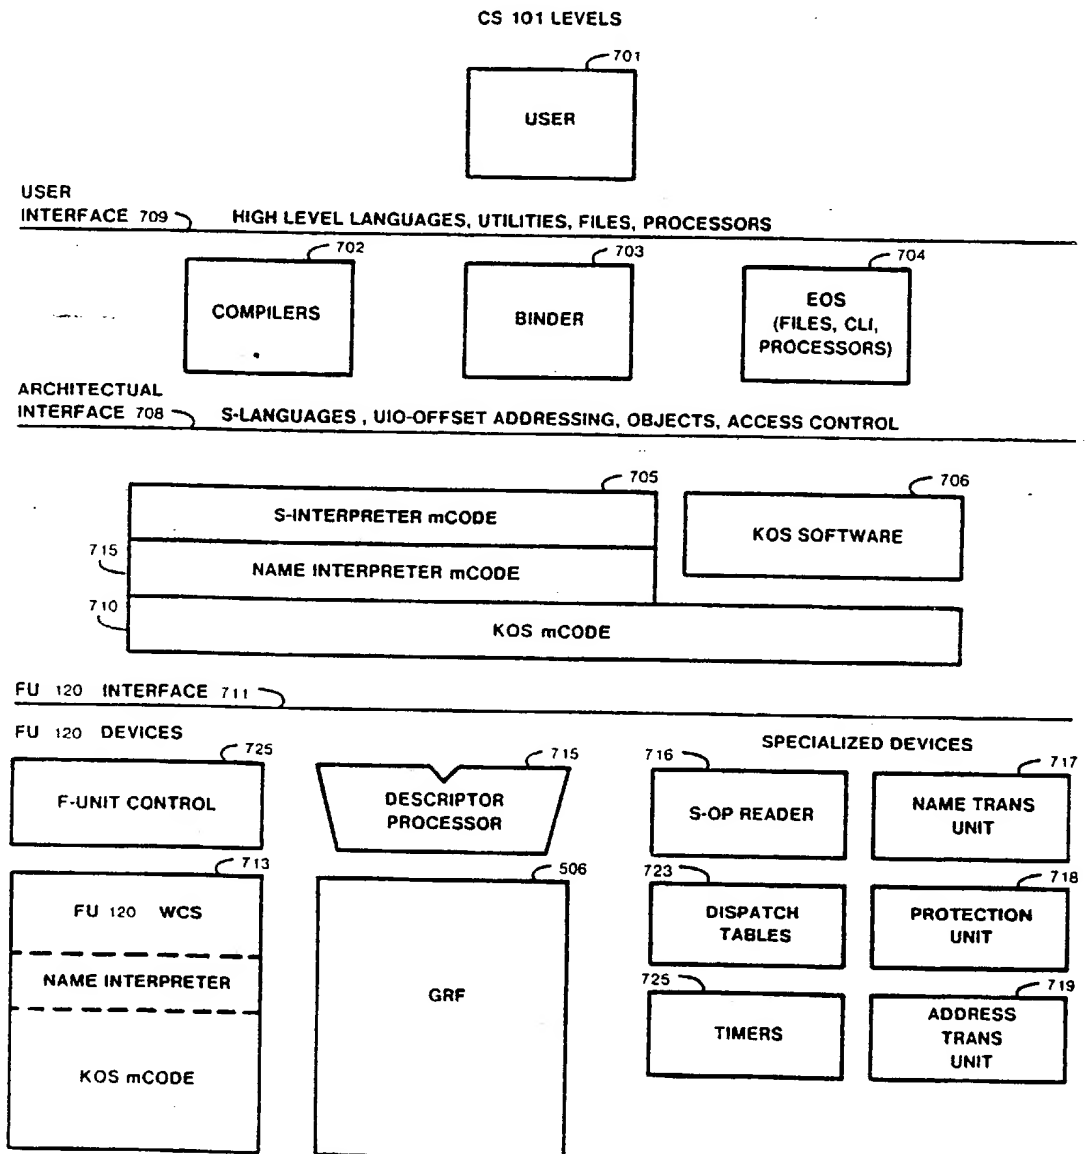 CS 101 LEVELS
701
USER
USER
INTERFACE 709
HIGH LEVEL LANGUAGES, UTILITIES, FILES, PROCESSORS
702
703
704
COMPILERS
BINDER
EOS
(FILES, CLI,
PROCESSORS)
ARCHITECTUAL
INTERFACE 708
S-LANGUAGES , UIO-OFFSET ADDRESSING, OBJECTS, ACCESS CONTROL
705
706
S-INTERPRETER mCODE
KOS SOFTWARE
715
NAME INTERPRETER mCODE
710
KOS mCODE
FU 120 INTERFACE 711
FU 120 DEVICES
SPECIALIZED DEVICES
725
715
716
717
F-UNIT CONTROL
DESCRIPTOR
PROCESSOR
S-OP READER
NAME TRANS
UNIT
713
506
723
718
FU 120 WCS
DISPATCH
TABLES
PROTECTION
UNIT
NAME INTERPRETER
GRF
725
719
TIMERS
ADDRESS
TRANS
UNIT
KOS mCODE